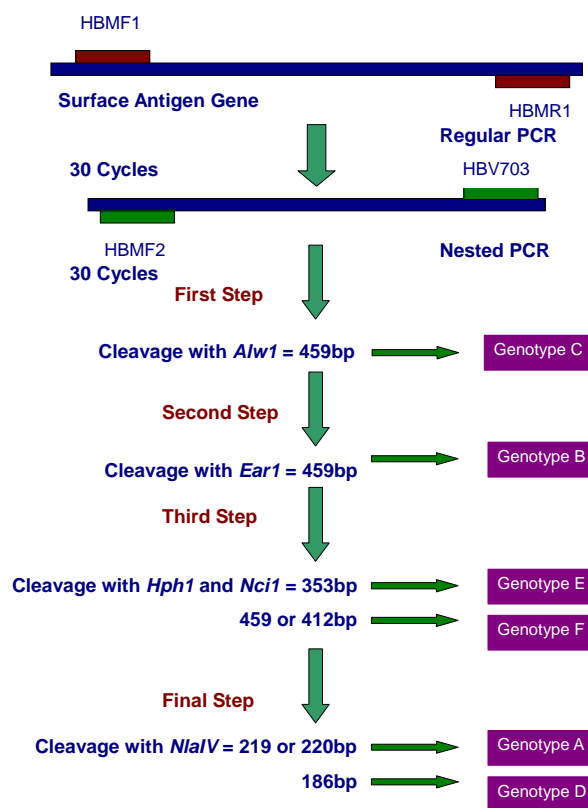 HBMF1
Surface Antigen Gene
HBMR1
Regular PCR
30 Cycles
HBV703
HBMF2
Nested PCR
30 Cycles
First Step
Cleavage with Alw1 = 459bp
Genotype C
Second Step
Cleavage with Ear1 = 459bp
Genotype B
Third Step
Cleavage with Hph1 and Nci1 = 353bp
Genotype E
459 or 412bp
Genotype F
Final Step
Cleavage with NlaIV = 219 or 220bp
Genotype A
186bp
Genotype D